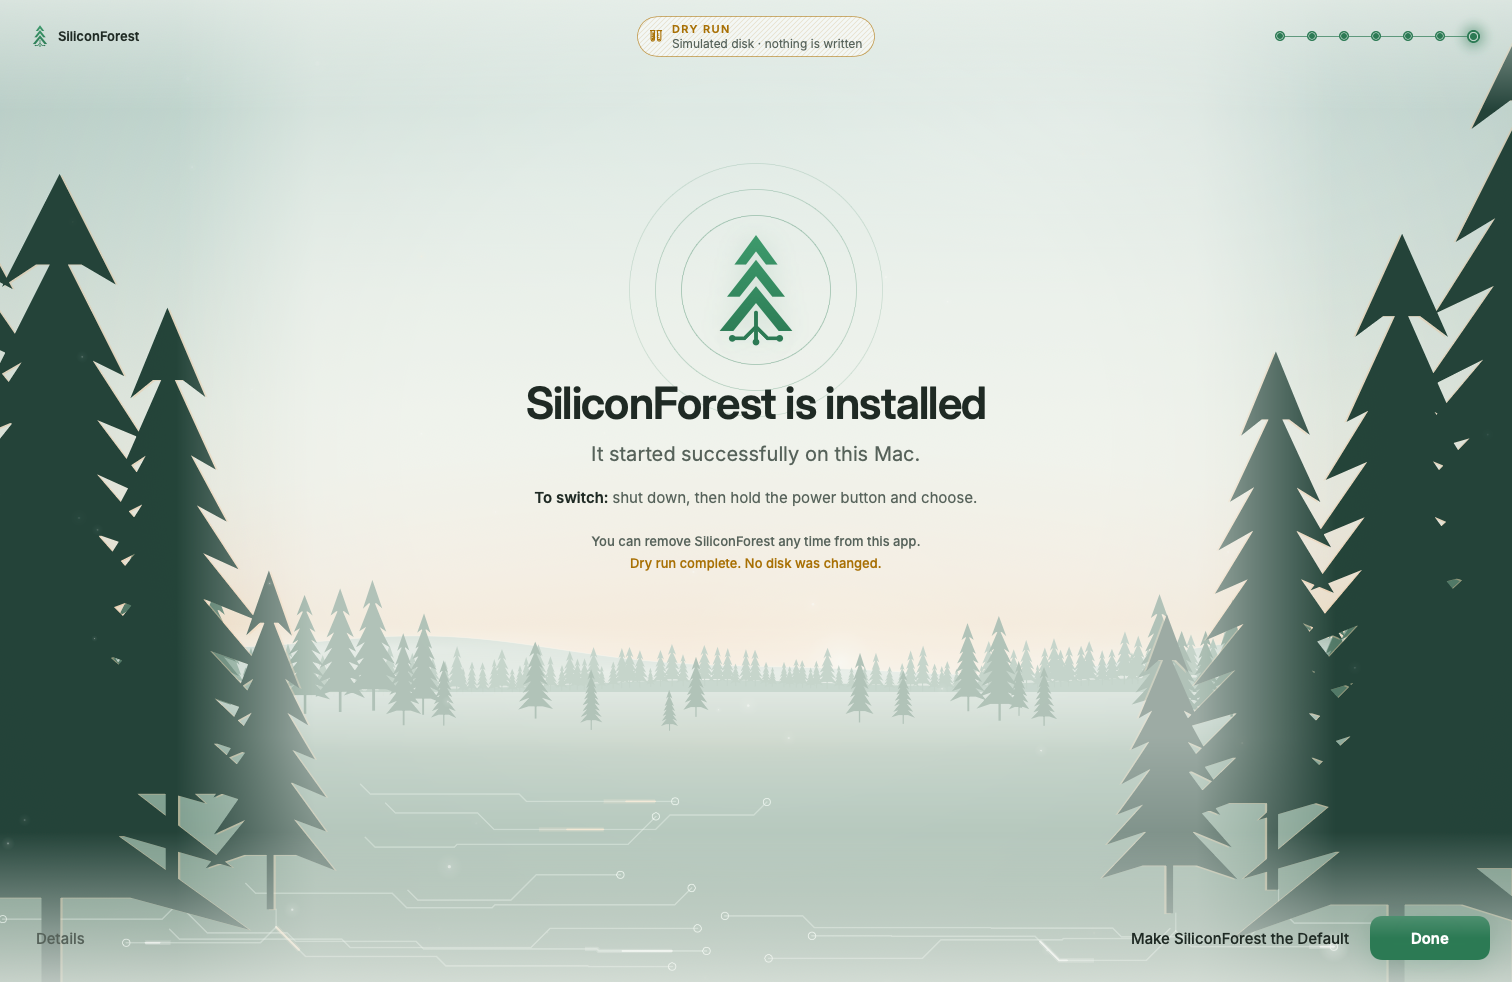 SiliconForest
DRY RUN
Simulated disk · nothing is written
SiliconForest is installed
It started successfully on this Mac.
To switch: shut down, then hold the power button and choose.
You can remove SiliconForest any time from this app.
Dry run complete. No disk was changed.
Details
Make SiliconForest the Default
Done